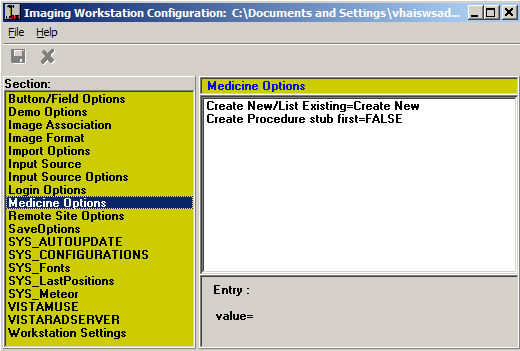 Imaging Workstation Configuration:  C:\Documents and Settings\vhaiswsad...
File  Help
Section:
Button/Field Options
Demo Options
Image Association
Image Format
Import Options
Input Source
Input Source Options
Login Options
Medicine Options
Remote Site Options
SaveOptions
SYS_AUTOUPDATE
SYS_CONFIGURATIONS
SYS_Fonts
SYS_LastPositions
SYS_Meteor
VISTAMUSE
VISTARADSERVER
Workstation Settings
Medicine Options
Create New/List Existing=Create New
Create Procedure stub first=FALSE
Entry :
value=